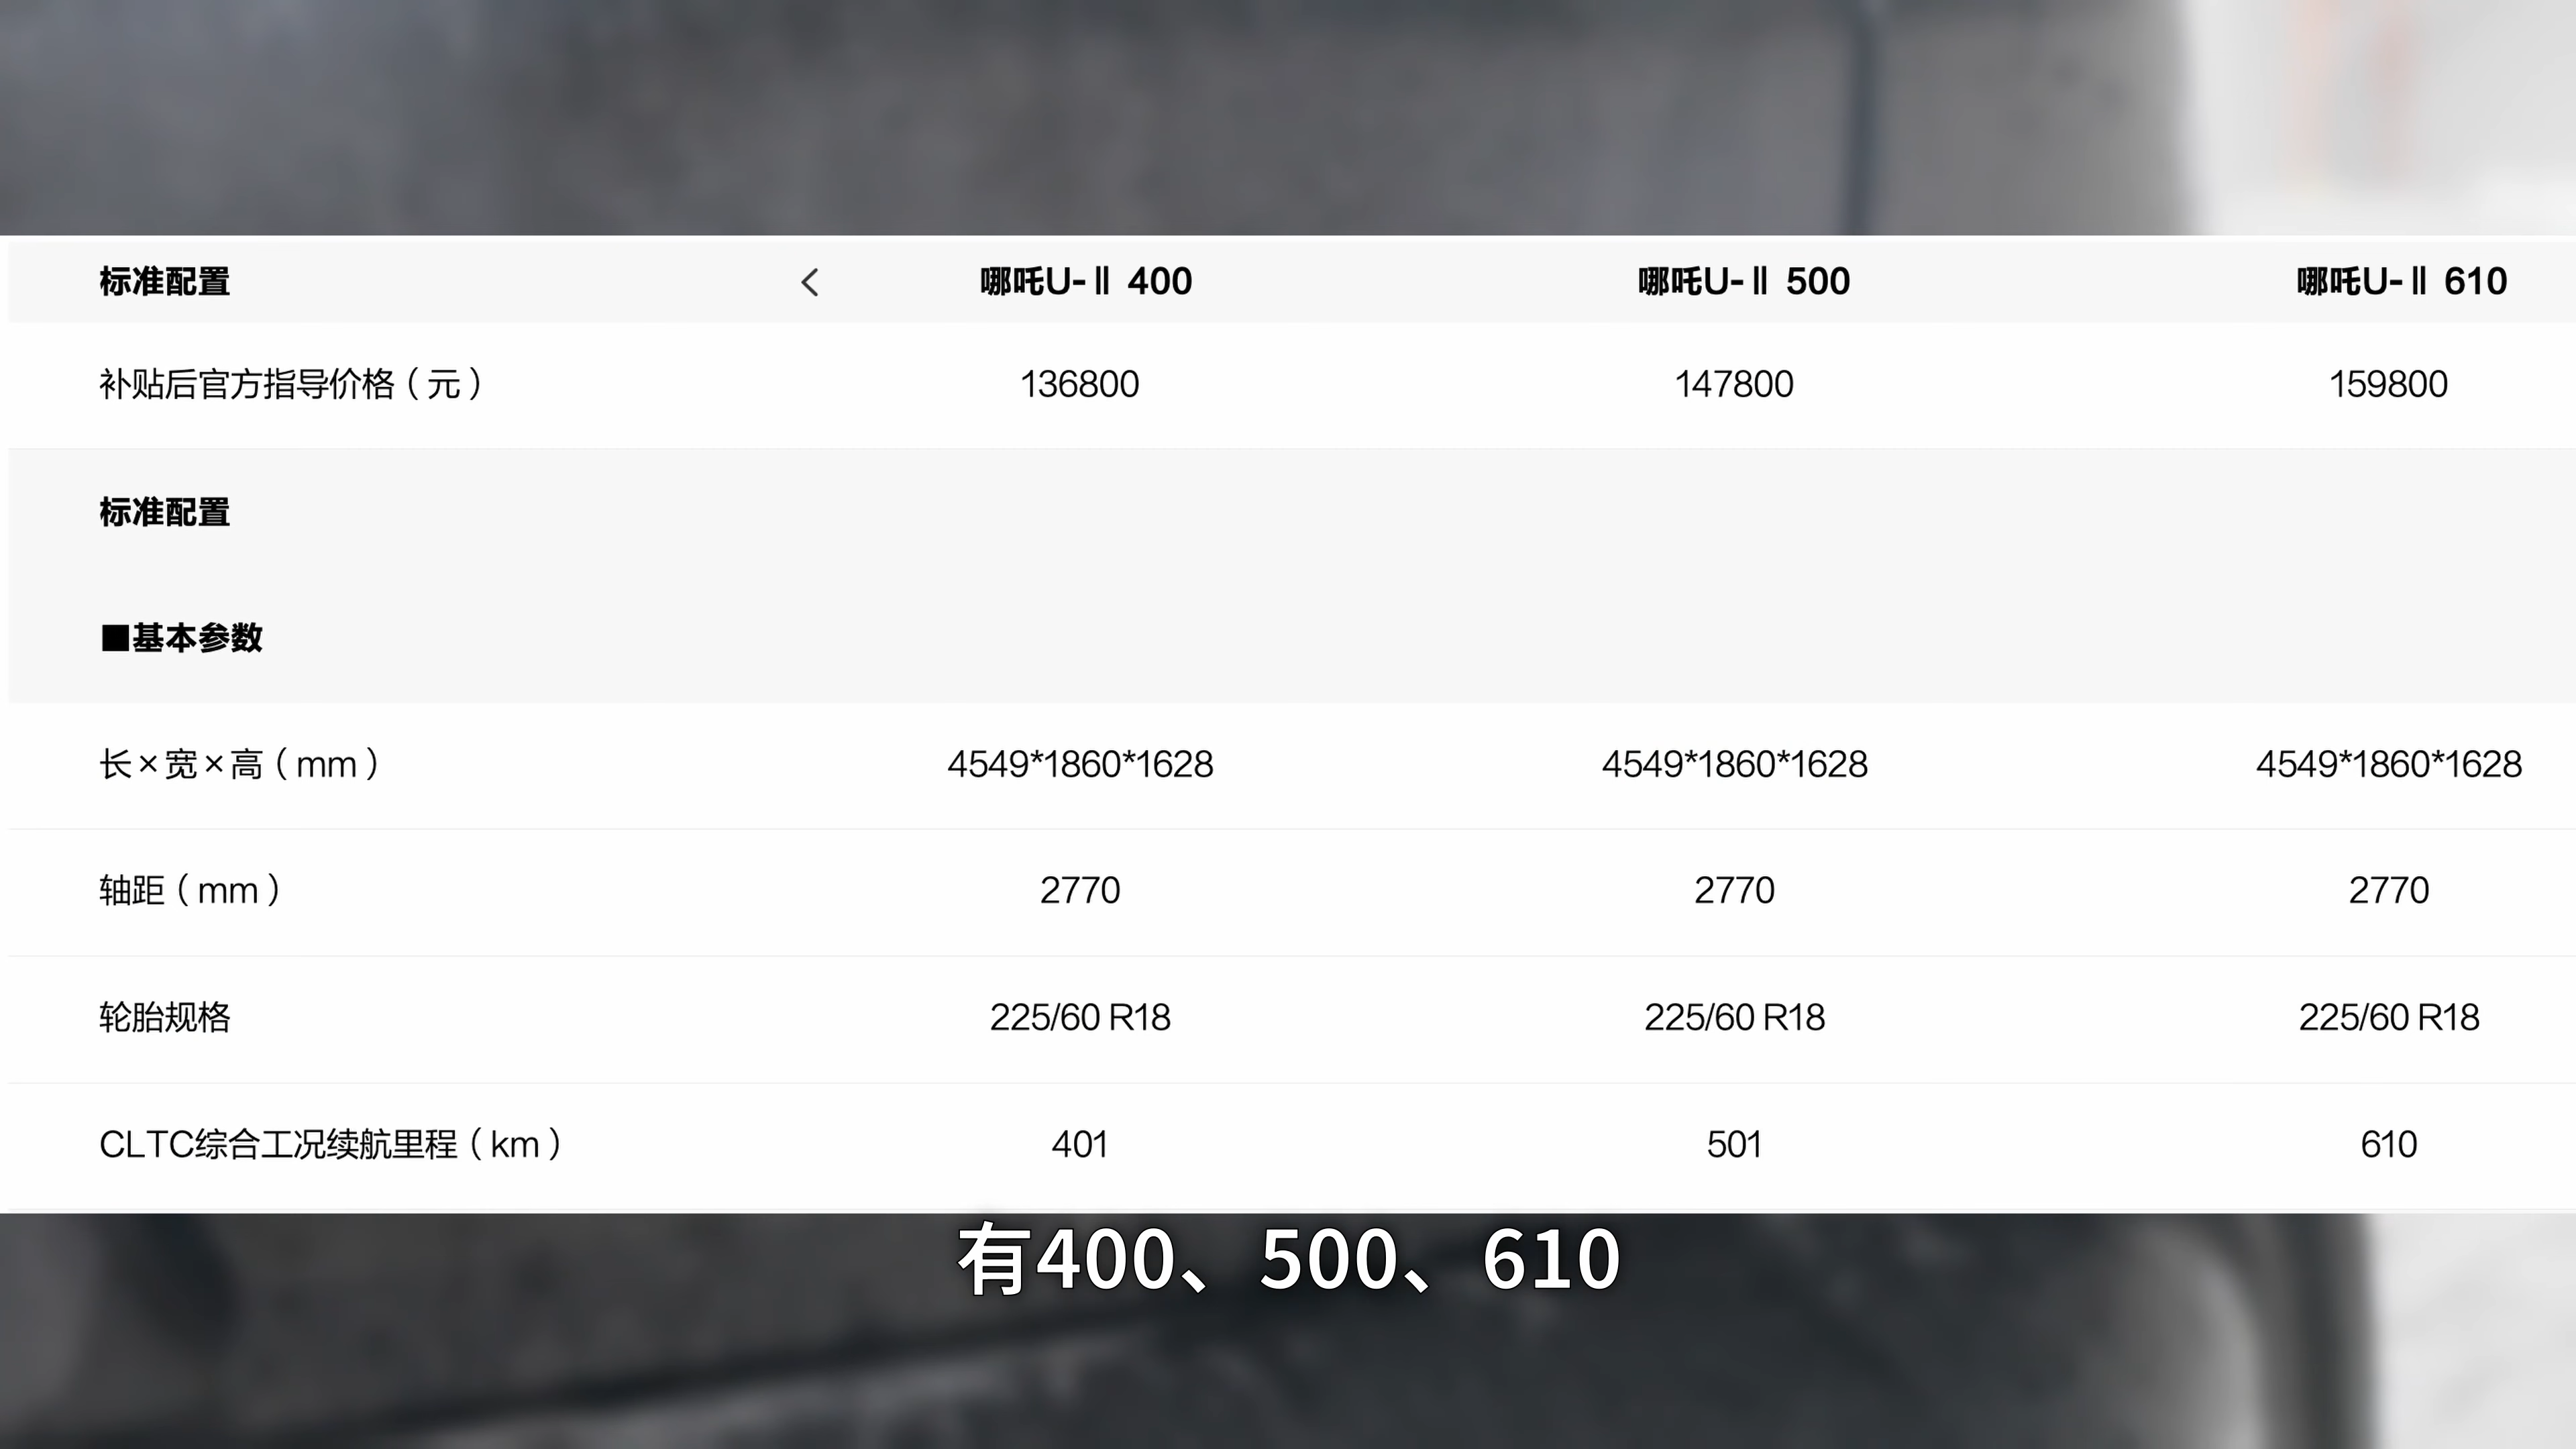 标准配置 < 哪吒U-Ⅱ 400 哪吒U-Ⅱ 500 哪吒U-Ⅱ 610
补贴后官方指导价格（元） 136800 147800 159800
标准配置
■基本参数
长×宽×高（mm） 4549*1860*1628 4549*1860*1628 4549*1860*1628
轴距（mm） 2770 2770 2770
轮胎规格 225/60 R18 225/60 R18 225/60 R18
CLTC综合工况续航里程（km） 401 501 610
有400、500、610